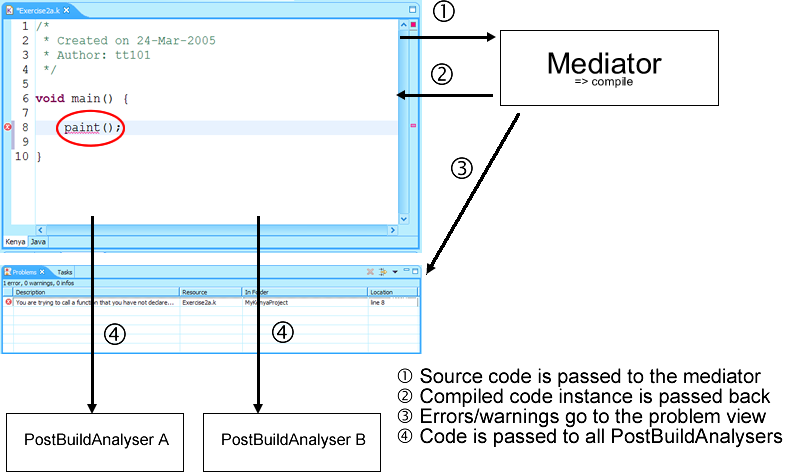 *Exercise2a.k
1 /*
2 * Created on 24-Mar-2005
3 * Author: tt101
4 */
5
6 void main() {
7
8 paint();
9
10 }
Kenya Java
①
Mediator
=> compile
②
③
Problems Tasks
1 error, 0 warnings, 0 infos
Description Resource In Folder Location
You are trying to call a function that you have not declare... Exercise2a.k MyKenyaProject line 8
④ ④
PostBuildAnalyser A PostBuildAnalyser B
① Source code is passed to the mediator
② Compiled code instance is passed back
③ Errors/warnings go to the problem view
④ Code is passed to all PostBuildAnalysers